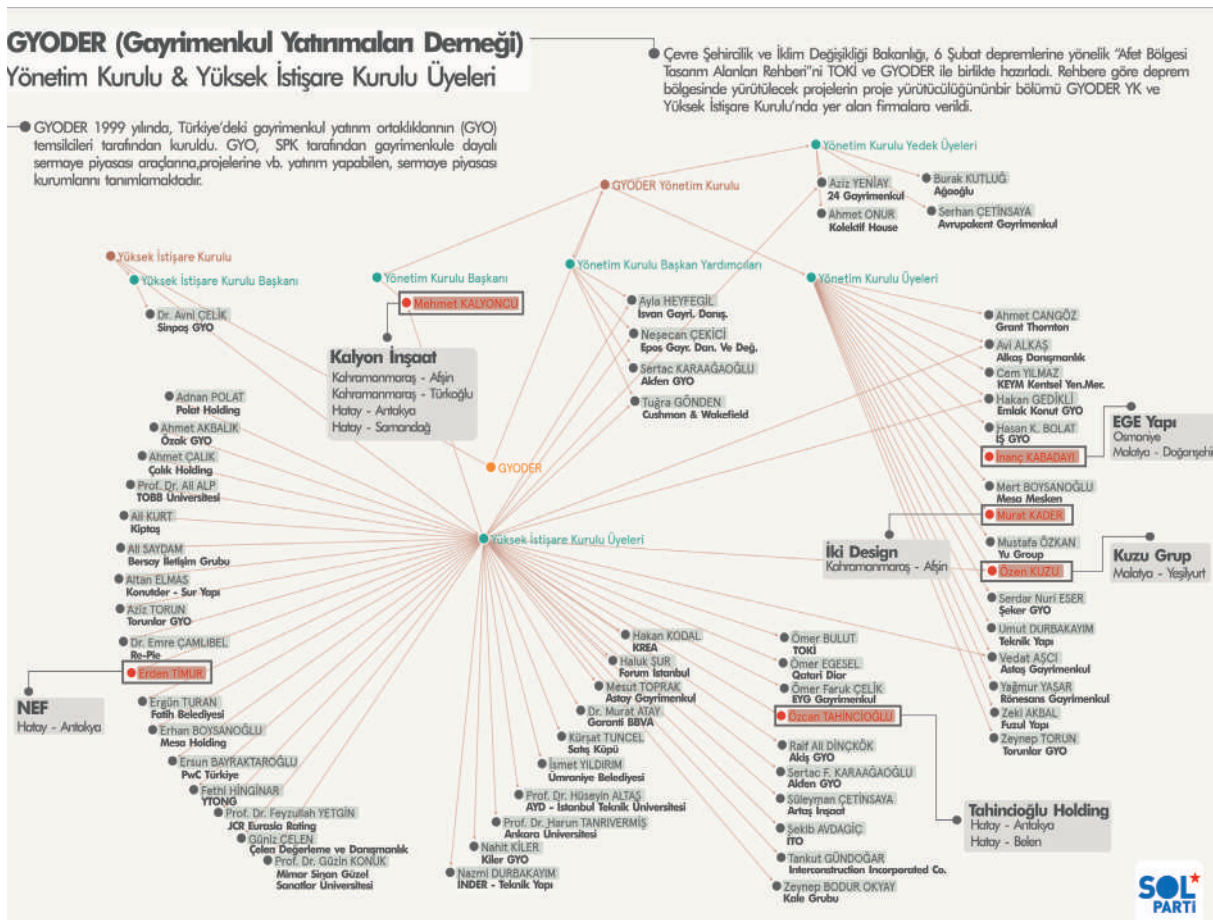 GYODER (Gayrimenkul Yatırımcıları Derneği)
Yönetim Kurulu & Yüksek İstişare Kurulu Üyeleri
Çevre Şehircilik ve İklim Değişikliği Bakanlığı, 6 Şubat depremlerine yönelik “Afet Bölgesi
Tasarım Alanları Rehberi”ni TOKİ ve GYODER ile birlikte hazırladı. Rehbere göre deprem
bölgesinde yürütülecek projelerin proje yürütücülüğününbir bölümü GYODER YK ve
Yüksek İstişare Kurulu’nda yer alan firmalara verildi.
GYODER 1999 yılında, Türkiye’deki gayrimenkul yatırım ortaklıklarının (GYO)
temsilcileri tarafından kuruldu. GYO, SPK tarafından gayrimenkule dayalı
sermaye piyasası araçlarına,projelerine vb. yatırım yapabilen, sermaye piyasası
kurumlarını tanımlamaktadır.
Yönetim Kurulu Yedek Üyeleri
Aziz YENİAY
24 Gayrimenkul
Burak KUTLUĞ
Ağaoğlu
Ahmet ONUR
Kolektif House
Serhan ÇETİNSAYA
Avrupakent Gayrimenkul
GYODER Yönetim Kurulu
Yüksek İstişare Kurulu
Yüksek İstişare Kurulu Başkanı
Dr. Avni ÇELİK
Sinpaş GYO
Yönetim Kurulu Başkanı
Mehmet KALYONCU
Kalyon İnşaat
Kahramanmaraş - Afşin
Kahramanmaraş - Türkoğlu
Hatay - Antakya
Hatay - Samandağ
Yönetim Kurulu Başkan Yardımcıları
Ayla HEYFEGİL
İsvan Gayri. Danış.
Neşecan ÇEKİCİ
Epos Gayr. Dan. Ve Değ.
Sertac KARAAĞAOĞLU
Akfen GYO
Tuğra GÖNDEN
Cushman & Wakefield
Yönetim Kurulu Üyeleri
Ahmet CANGÖZ
Grant Thornton
Avi ALKAŞ
Alkaş Danışmanlık
Cem YILMAZ
KEYM Kentsel Yen.Mer.
Hakan GEDİKLİ
Emlak Konut GYO
Hasan K. BOLAT
İŞ GYO
İnanç KABADAYI
EGE Yapı
Osmaniye
Malatya - Doğanşehir
Mert BOYSANOĞLU
Mesa Mesken
Murat KADER
İki Design
Kahramanmaraş - Afşin
Mustafa ÖZKAN
Yu Group
Özen KUZU
Kuzu Grup
Malatya - Yeşilyurt
Serdar Nuri ESER
Şeker GYO
Umut DURBAKAYIM
Teknik Yapı
Vedat AŞCI
Astaş Gayrimenkul
Yağmur YAŞAR
Rönesans Gayrimenkul
Zeki AKBAL
Fuzul Yapı
Zeynep TORUN
Torunlar GYO
GYODER
Yüksek İstişare Kurulu Üyeleri
Adnan POLAT
Polat Holding
Ahmet AKBALIK
Özak GYO
Ahmet ÇALIK
Çalık Holding
Prof. Dr. Ali ALP
TOBB Üniversitesi
Ali KURT
Kiptaş
Ali SAYDAM
Bersay İletişim Grubu
Altan ELMAS
Konutder - Sur Yapı
Aziz TORUN
Torunlar GYO
Dr. Emre ÇAMLIBEL
Re-Pie
Erden TİMUR
NEF
Hatay - Antakya
Ergün TURAN
Fatih Belediyesi
Erhan BOYSANOĞLU
Mesa Holding
Ersun BAYRAKTAROĞLU
PwC Türkiye
Fethi HİNGİNAR
YTONG
Prof. Dr. Feyzullah YETGİN
JCR Eurasia Rating
Güniz ÇELEN
Çelen Değerleme ve Danışmanlık
Prof. Dr. Güzin KONUK
Mimar Sinan Güzel
Sanatlar Üniversitesi
Hakan KODAL
KREA
Haluk SUR
Forum İstanbul
Mesut TOPRAK
Astay Gayrimenkul
Dr. Murat ATAY
Garanti BBVA
Kürşat TUNCEL
Satış Küpü
İsmet YILDIRIM
Ümraniye Belediyesi
Prof. Dr. Hüseyin ALTAŞ
AYD - İstanbul Teknik Üniversitesi
Prof. Dr. Harun TANRIVERMİŞ
Ankara Üniversitesi
Nahit KİLER
Kiler GYO
Nazmi DURBAKAYIM
İNDER - Teknik Yapı
Ömer BULUT
TOKİ
Ömer EGESEL
Qatari Diar
Ömer Faruk ÇELİK
EYG Gayrimenkul
Özcan TAHİNCİOĞLU
Tahincioğlu Holding
Hatay - Antakya
Hatay - Belen
Raif Ali DİNÇKÖK
Akiş GYO
Sertac F. KARAAĞAOĞLU
Akfen GYO
Süleyman ÇETİNSAYA
Artaş İnşaat
Şekib AVDAGİÇ
İTO
Tankut GÜNDOĞAR
Interconstruction Incorporated Co.
Zeynep BODUR OKYAY
Kale Grubu
SOL
PARTİ